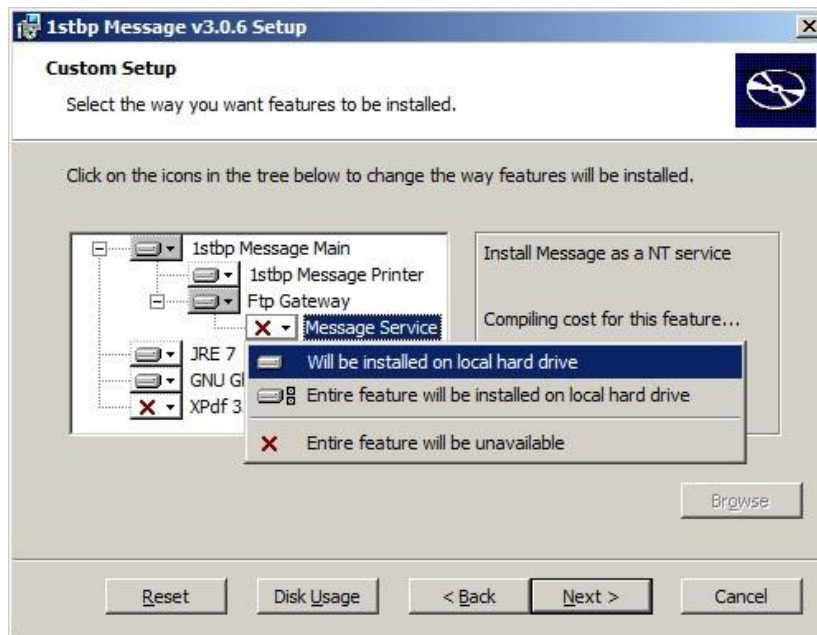 1stbp Message v3.0.6 Setup
Custom Setup
Select the way you want features to be installed.
Click on the icons in the tree below to change the way features will be installed.
1stbp Message Main
1stbp Message Printer
Ftp Gateway
Message Service
JRE 7
GNU
XPdf 3
Install Message as a NT service
Compiling cost for this feature...
Will be installed on local hard drive
Entire feature will be installed on local hard drive
Entire feature will be unavailable
Browse
Reset
Disk Usage
< Back
Next >
Cancel